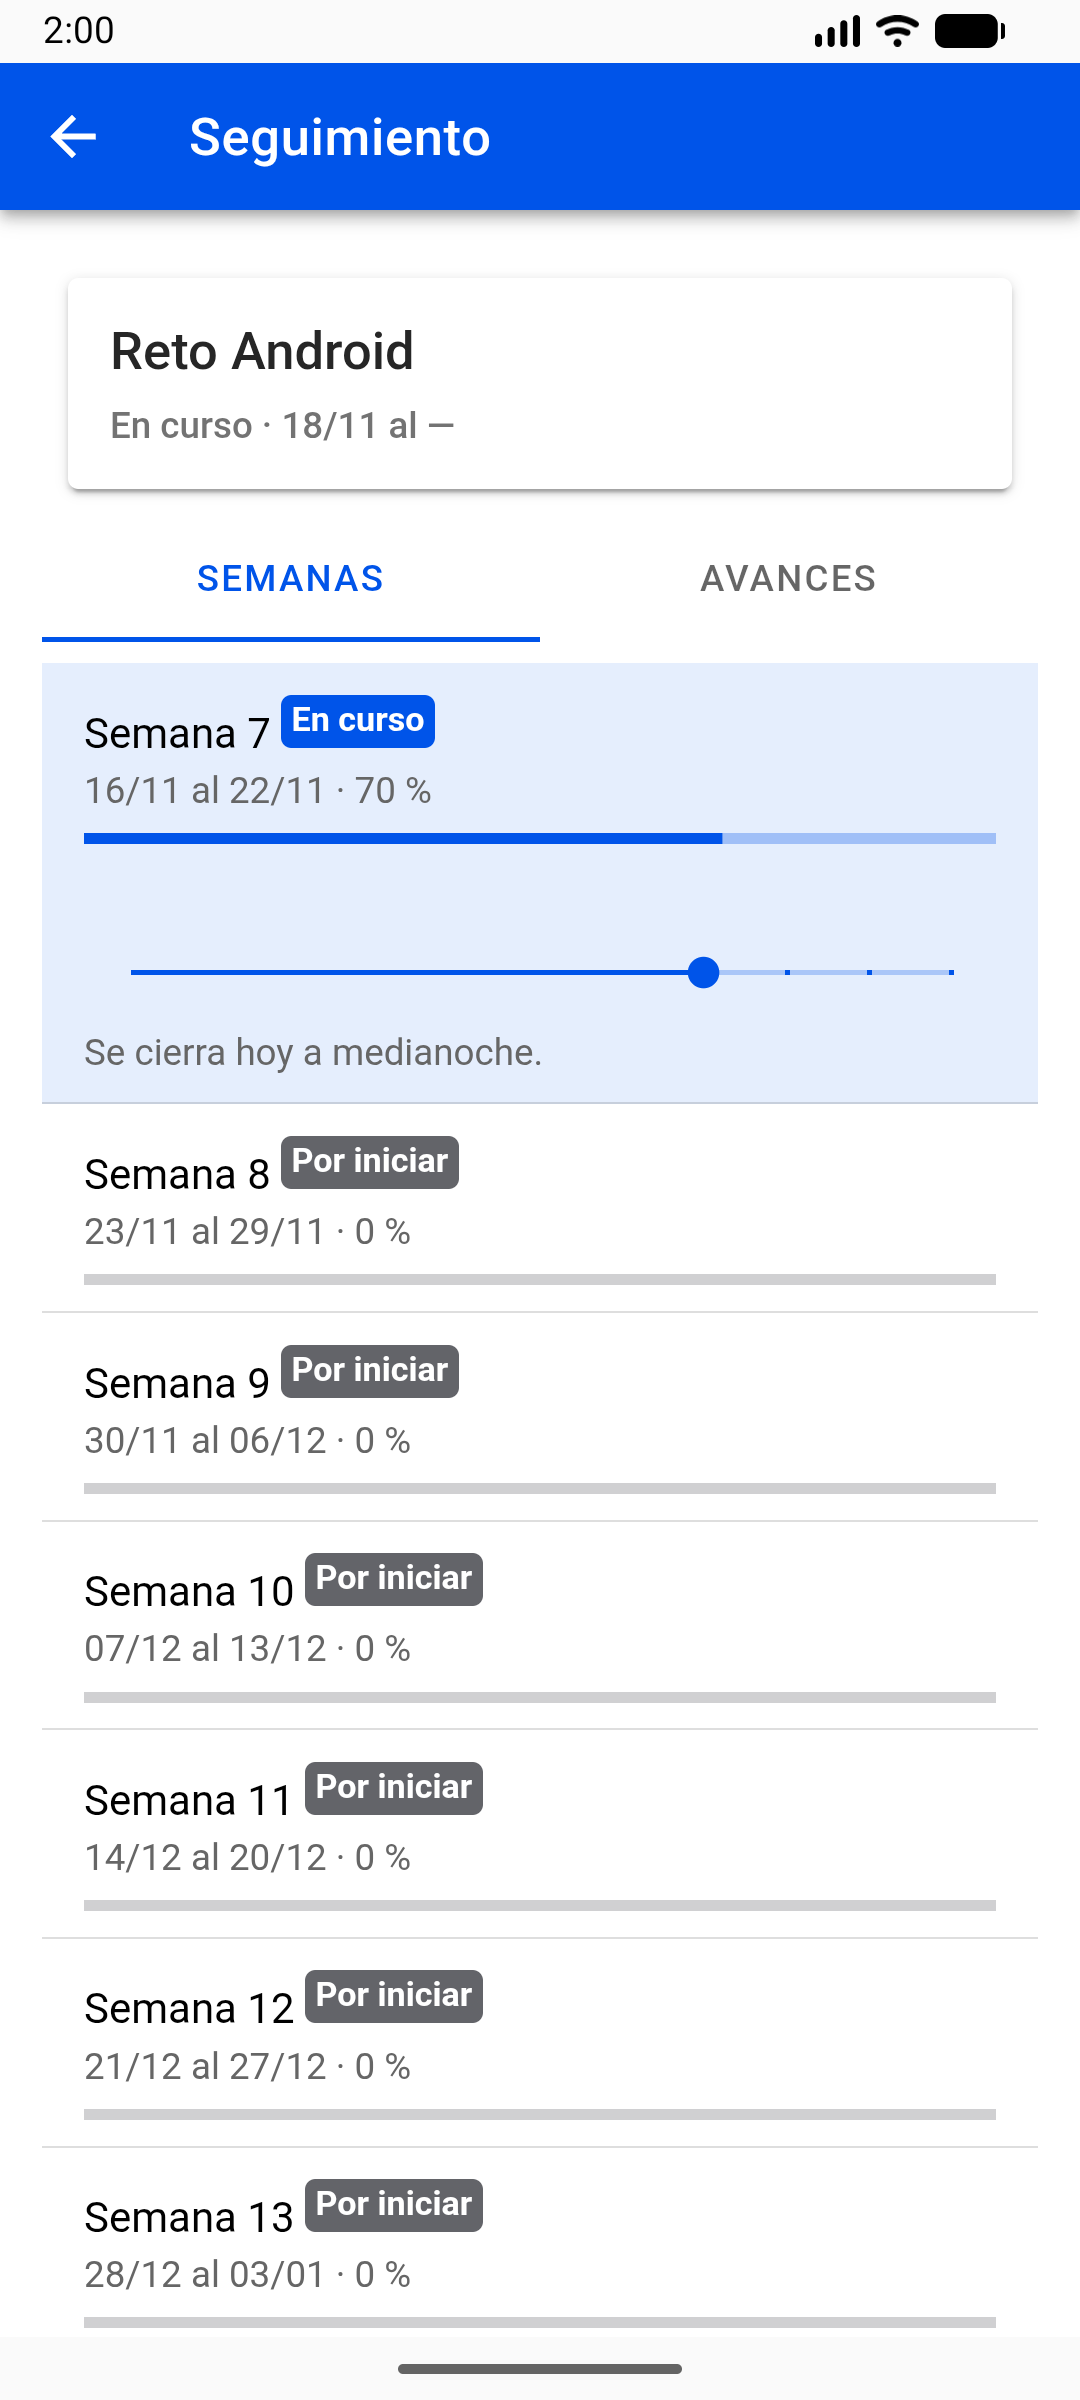 2:00
Seguimiento
Reto Android
En curso · 18/11 al —
SEMANAS AVANCES
Semana 7 En curso
16/11 al 22/11 · 70 %
Se cierra hoy a medianoche.
Semana 8 Por iniciar
23/11 al 29/11 · 0 %
Semana 9 Por iniciar
30/11 al 06/12 · 0 %
Semana 10 Por iniciar
07/12 al 13/12 · 0 %
Semana 11 Por iniciar
14/12 al 20/12 · 0 %
Semana 12 Por iniciar
21/12 al 27/12 · 0 %
Semana 13 Por iniciar
28/12 al 03/01 · 0 %